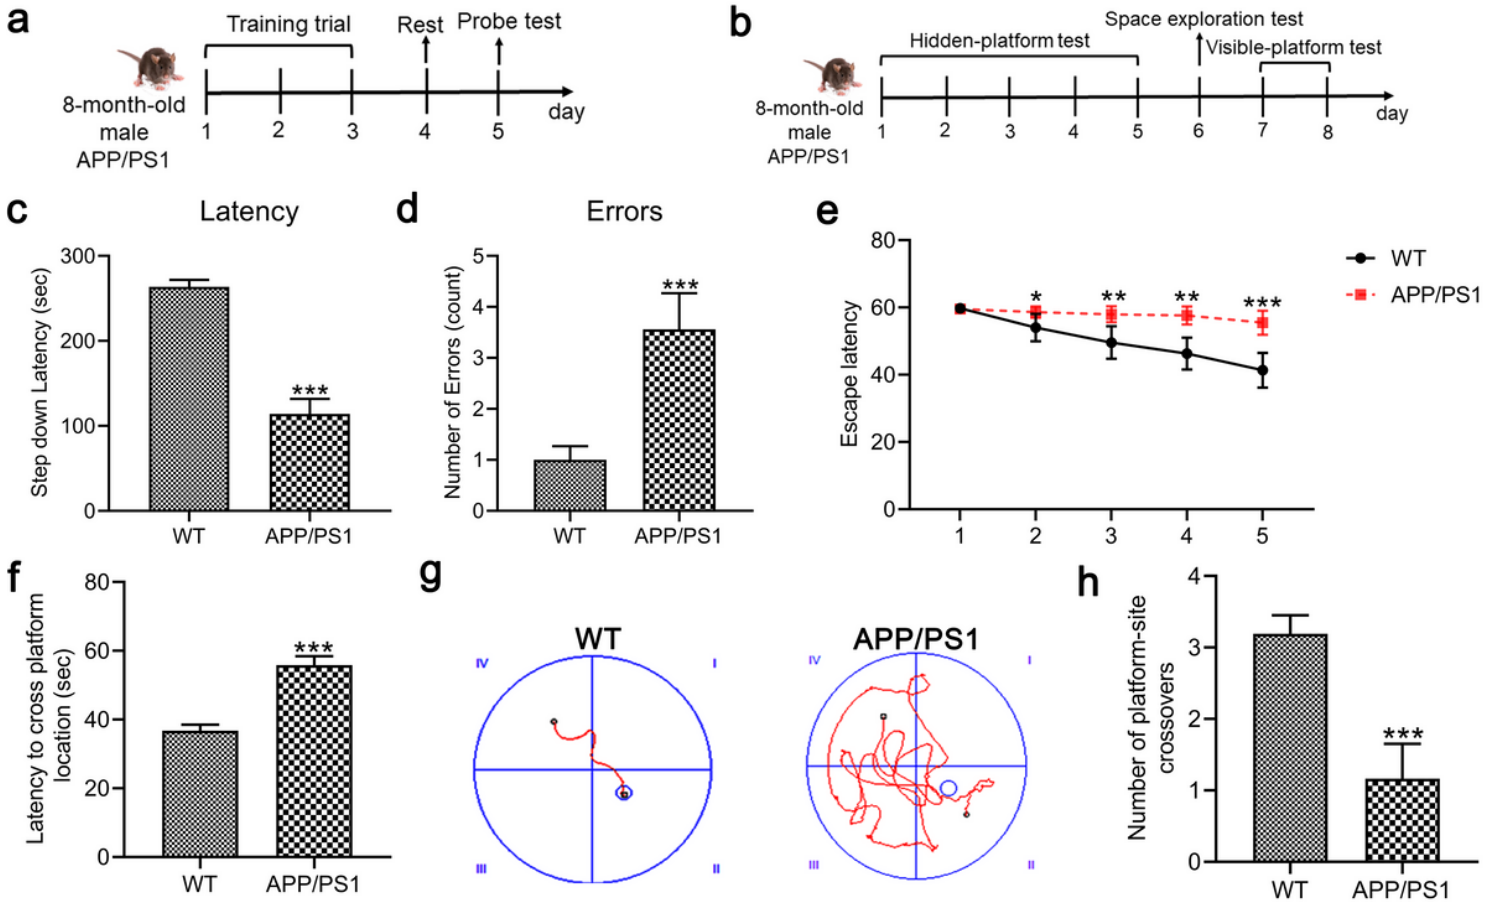 a
Training trial
Rest
Probe test
8-month-old
male
APP/PS1
1 2 3 4 5
day
b
Space exploration test
Hidden-platform test
Visible-platform test
8-month-old
male
APP/PS1
1 2 3 4 5 6 7 8
day
c
Latency
Step down Latency (sec)
300
200
100
0
***
WT APP/PS1
d
Errors
Number of Errors (count)
5
4
3
2
1
0
***
WT APP/PS1
e
Escape latency
80
60
40
20
0
* ** ** ***
1 2 3 4 5
WT
APP/PS1
f
Latency to cross platform
location (sec)
80
60
40
20
0
***
WT APP/PS1
g
WT
IV I
III II
APP/PS1
IV I
III II
h
Number of platform-site
crossovers
4
3
2
1
0
***
WT APP/PS1